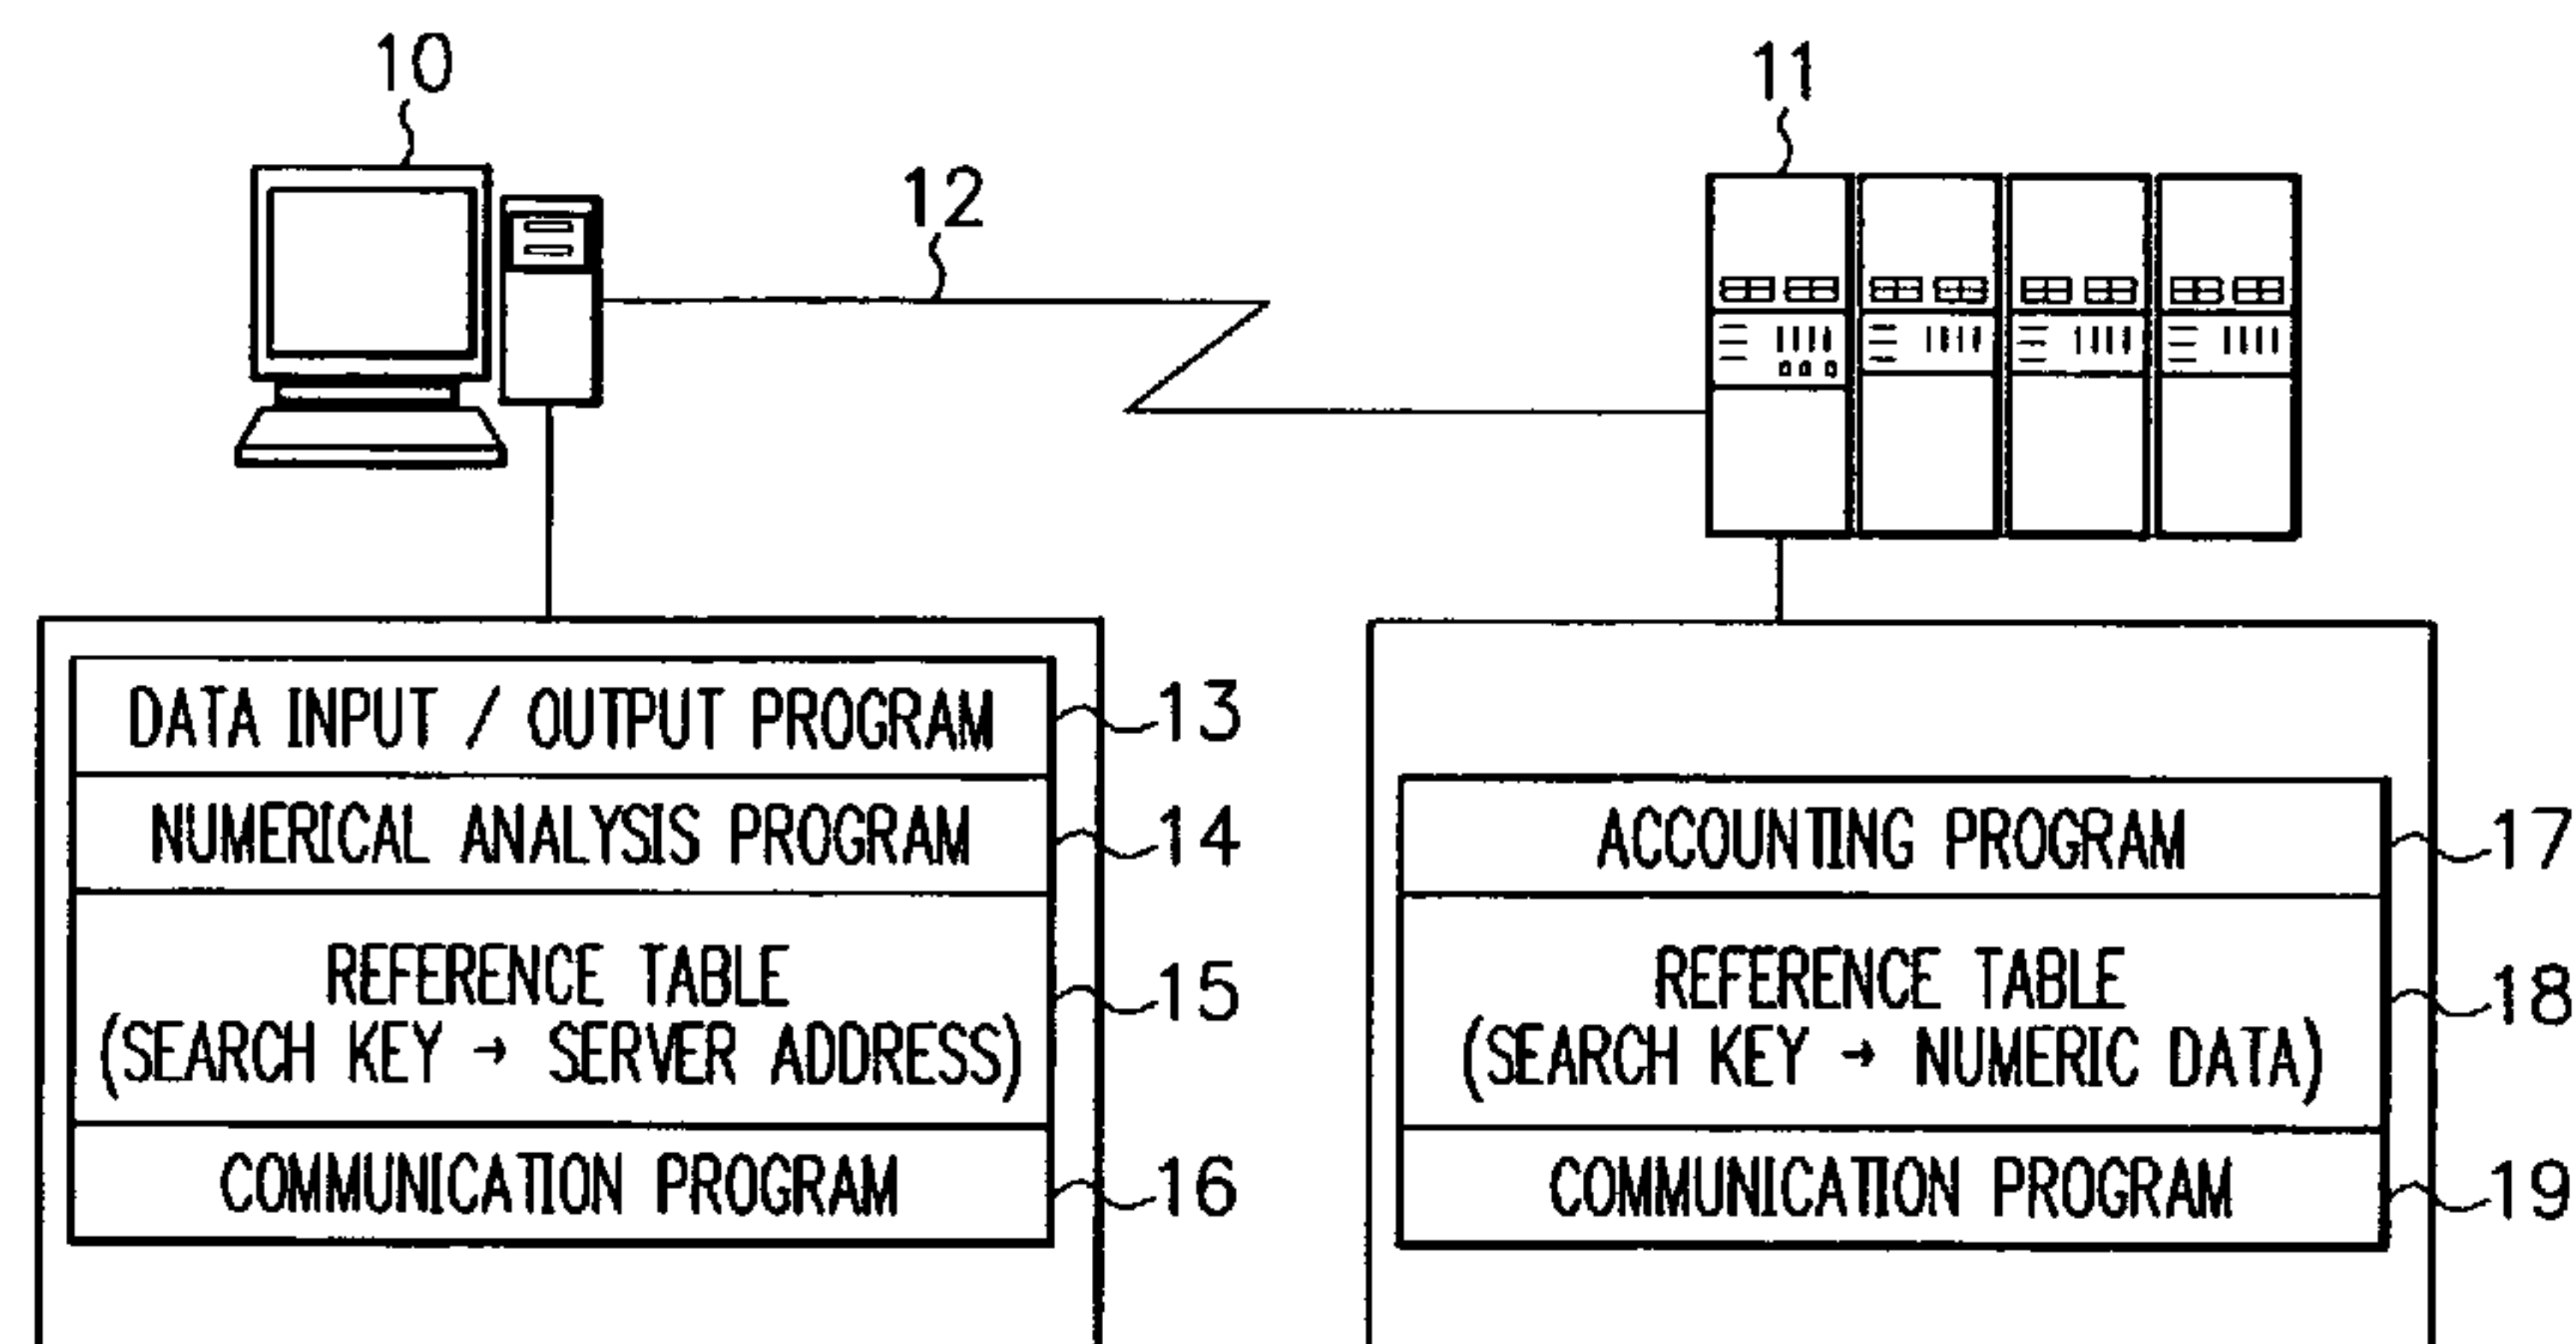 10
11
12
DATA INPUT / OUTPUT PROGRAM
13
NUMERICAL ANALYSIS PROGRAM
14
REFERENCE TABLE
(SEARCH KEY → SERVER ADDRESS)
15
COMMUNICATION PROGRAM
16
ACCOUNTING PROGRAM
17
REFERENCE TABLE
(SEARCH KEY → NUMERIC DATA)
18
COMMUNICATION PROGRAM
19